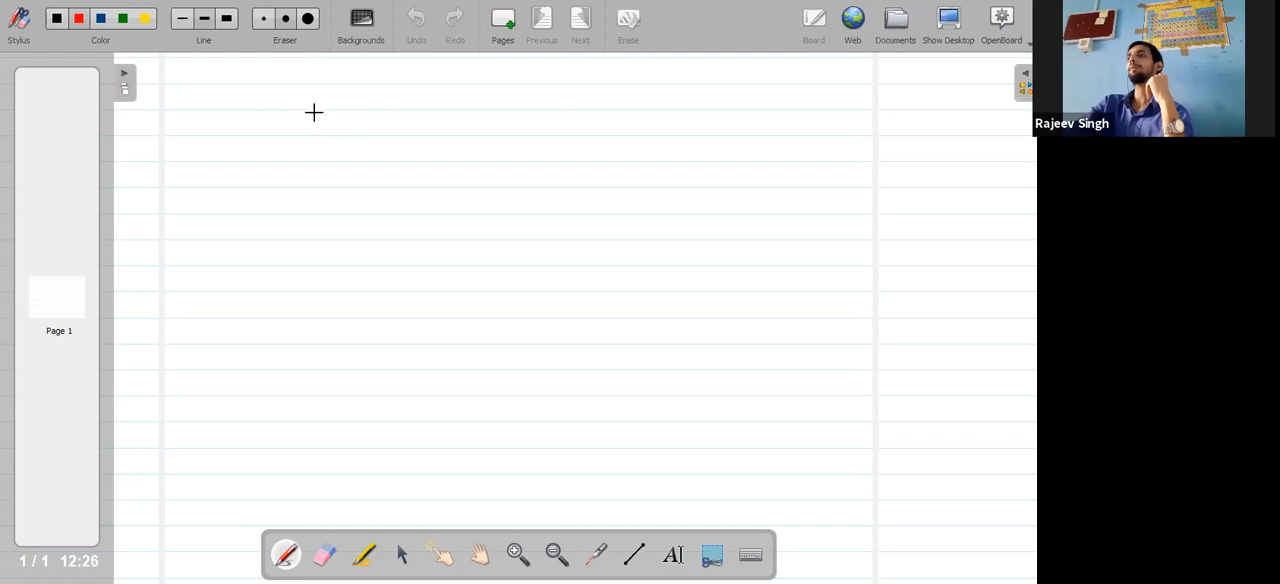 Stylus
Color
Line
Eraser
Backgrounds
Undo
Redo
Pages
Previous
Next
Erase
Board
Web
Documents
Show Desktop
OpenBoard
Rajeev Singh
Page 1
1 / 1 12:26
A